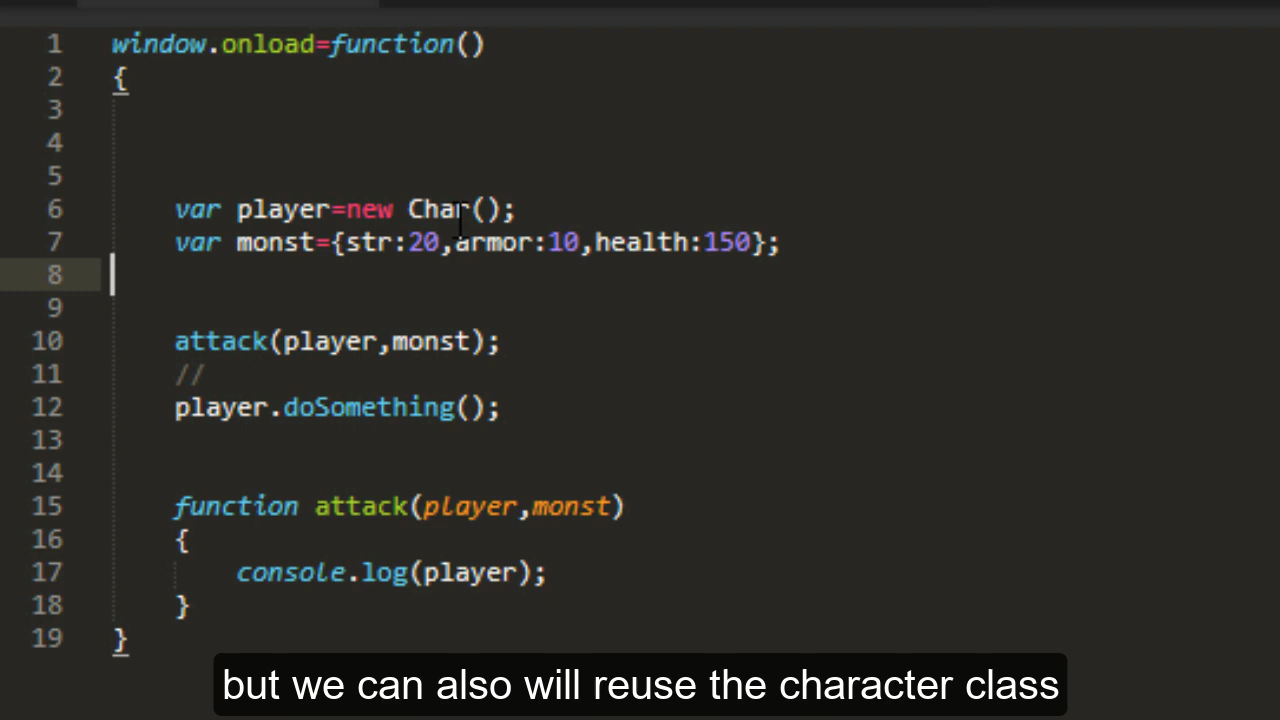 1 window.onload=function()
2 {
3
4
5
6 var player=new Char();
7 var monst={str:20,armor:10,health:150};
8
9
10 attack(player,monst);
11 //
12 player.doSomething();
13
14
15 function attack(player,monst)
16 {
17 console.log(player);
18 }
19 }
but we can also will reuse the character class